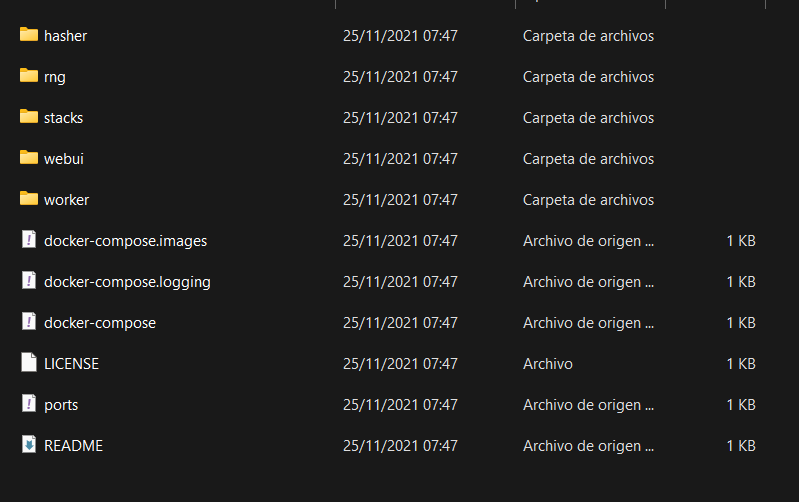 hasher 25/11/2021 07:47 Carpeta de archivos
rng 25/11/2021 07:47 Carpeta de archivos
stacks 25/11/2021 07:47 Carpeta de archivos
webui 25/11/2021 07:47 Carpeta de archivos
worker 25/11/2021 07:47 Carpeta de archivos
docker-compose.images 25/11/2021 07:47 Archivo de origen ... 1 KB
docker-compose.logging 25/11/2021 07:47 Archivo de origen ... 1 KB
docker-compose 25/11/2021 07:47 Archivo de origen ... 1 KB
LICENSE 25/11/2021 07:47 Archivo 1 KB
ports 25/11/2021 07:47 Archivo de origen ... 1 KB
README 25/11/2021 07:47 Archivo de origen ... 1 KB